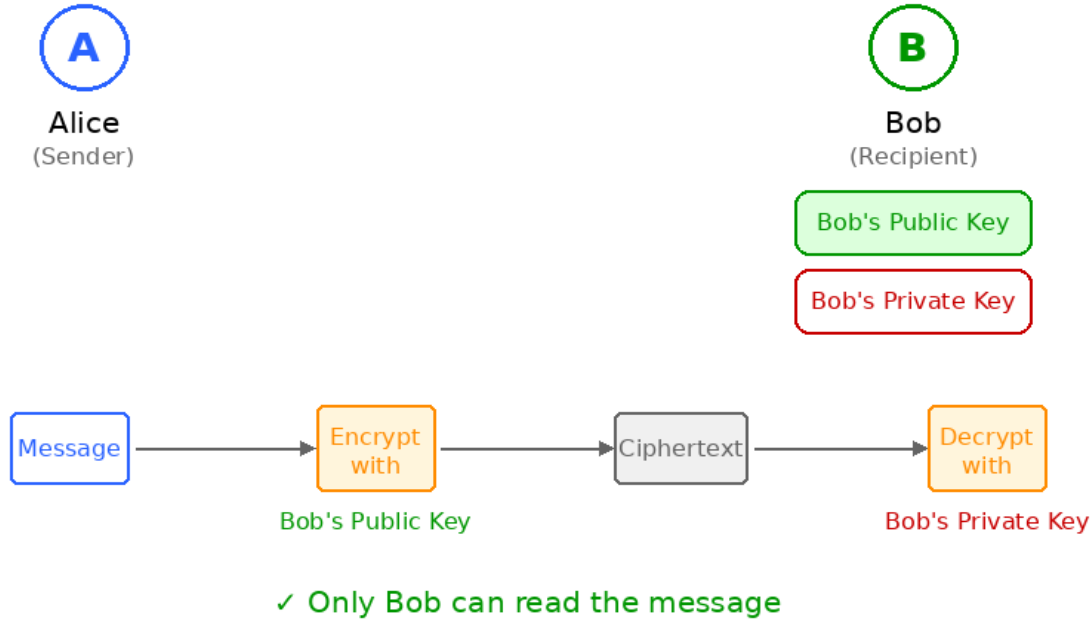 A
B
Alice
Bob
(Sender)
(Recipient)
Bob's Public Key
Bob's Private Key
Message
Encrypt
with
Ciphertext
Decrypt
with
Bob's Public Key
Bob's Private Key
✓ Only Bob can read the message